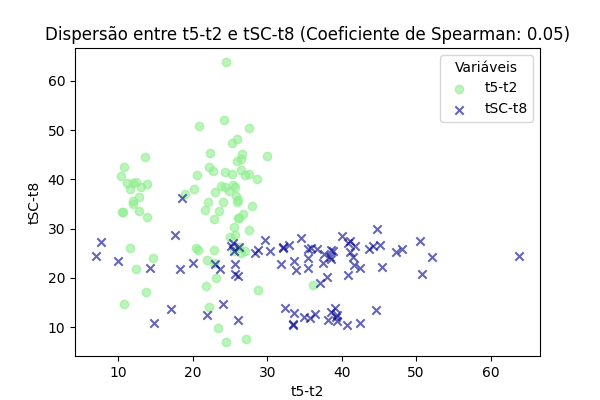 Dispersão entre t5-t2 e tSC-t8 (Coeficiente de Spearman: 0.05)
Variáveis
t5-t2
tSC-t8
60
50
40
30
20
10
tSC-t8
10 20 30 40 50 60
t5-t2